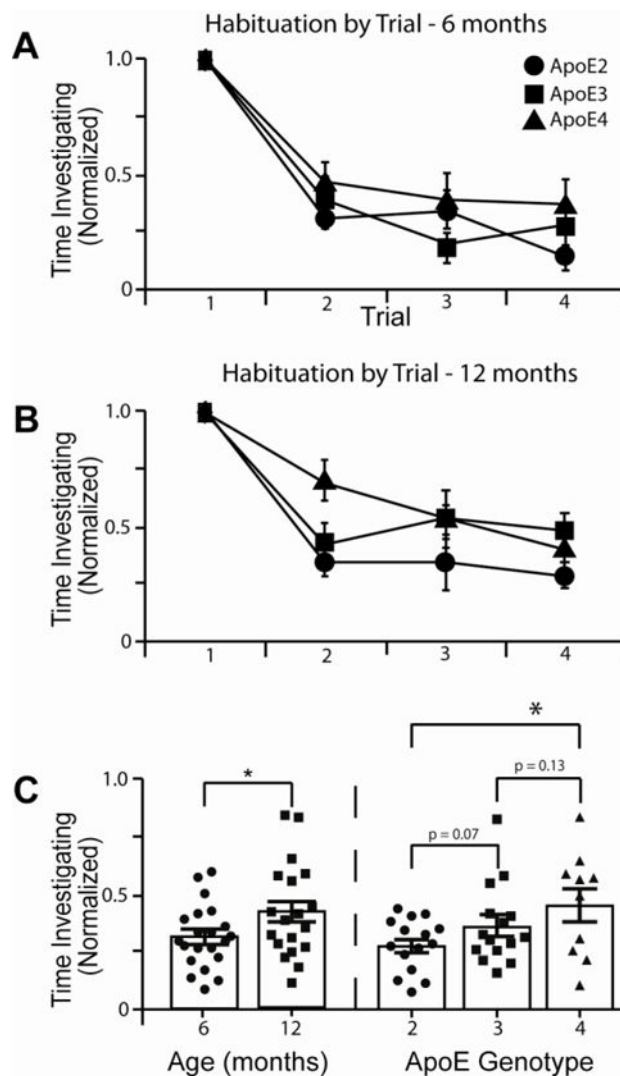 A
Habituation by Trial - 6 months
ApoE2
ApoE3
ApoE4
Time Investigating
(Normalized)
1.0
0.5
0
1 2 3 4
Trial
B
Habituation by Trial - 12 months
Time Investigating
(Normalized)
1.0
0.5
0
1 2 3 4
C
Time Investigating
(Normalized)
1.0
0.5
0
*
*
p = 0.13
p = 0.07
6 12 2 3 4
Age (months) ApoE Genotype